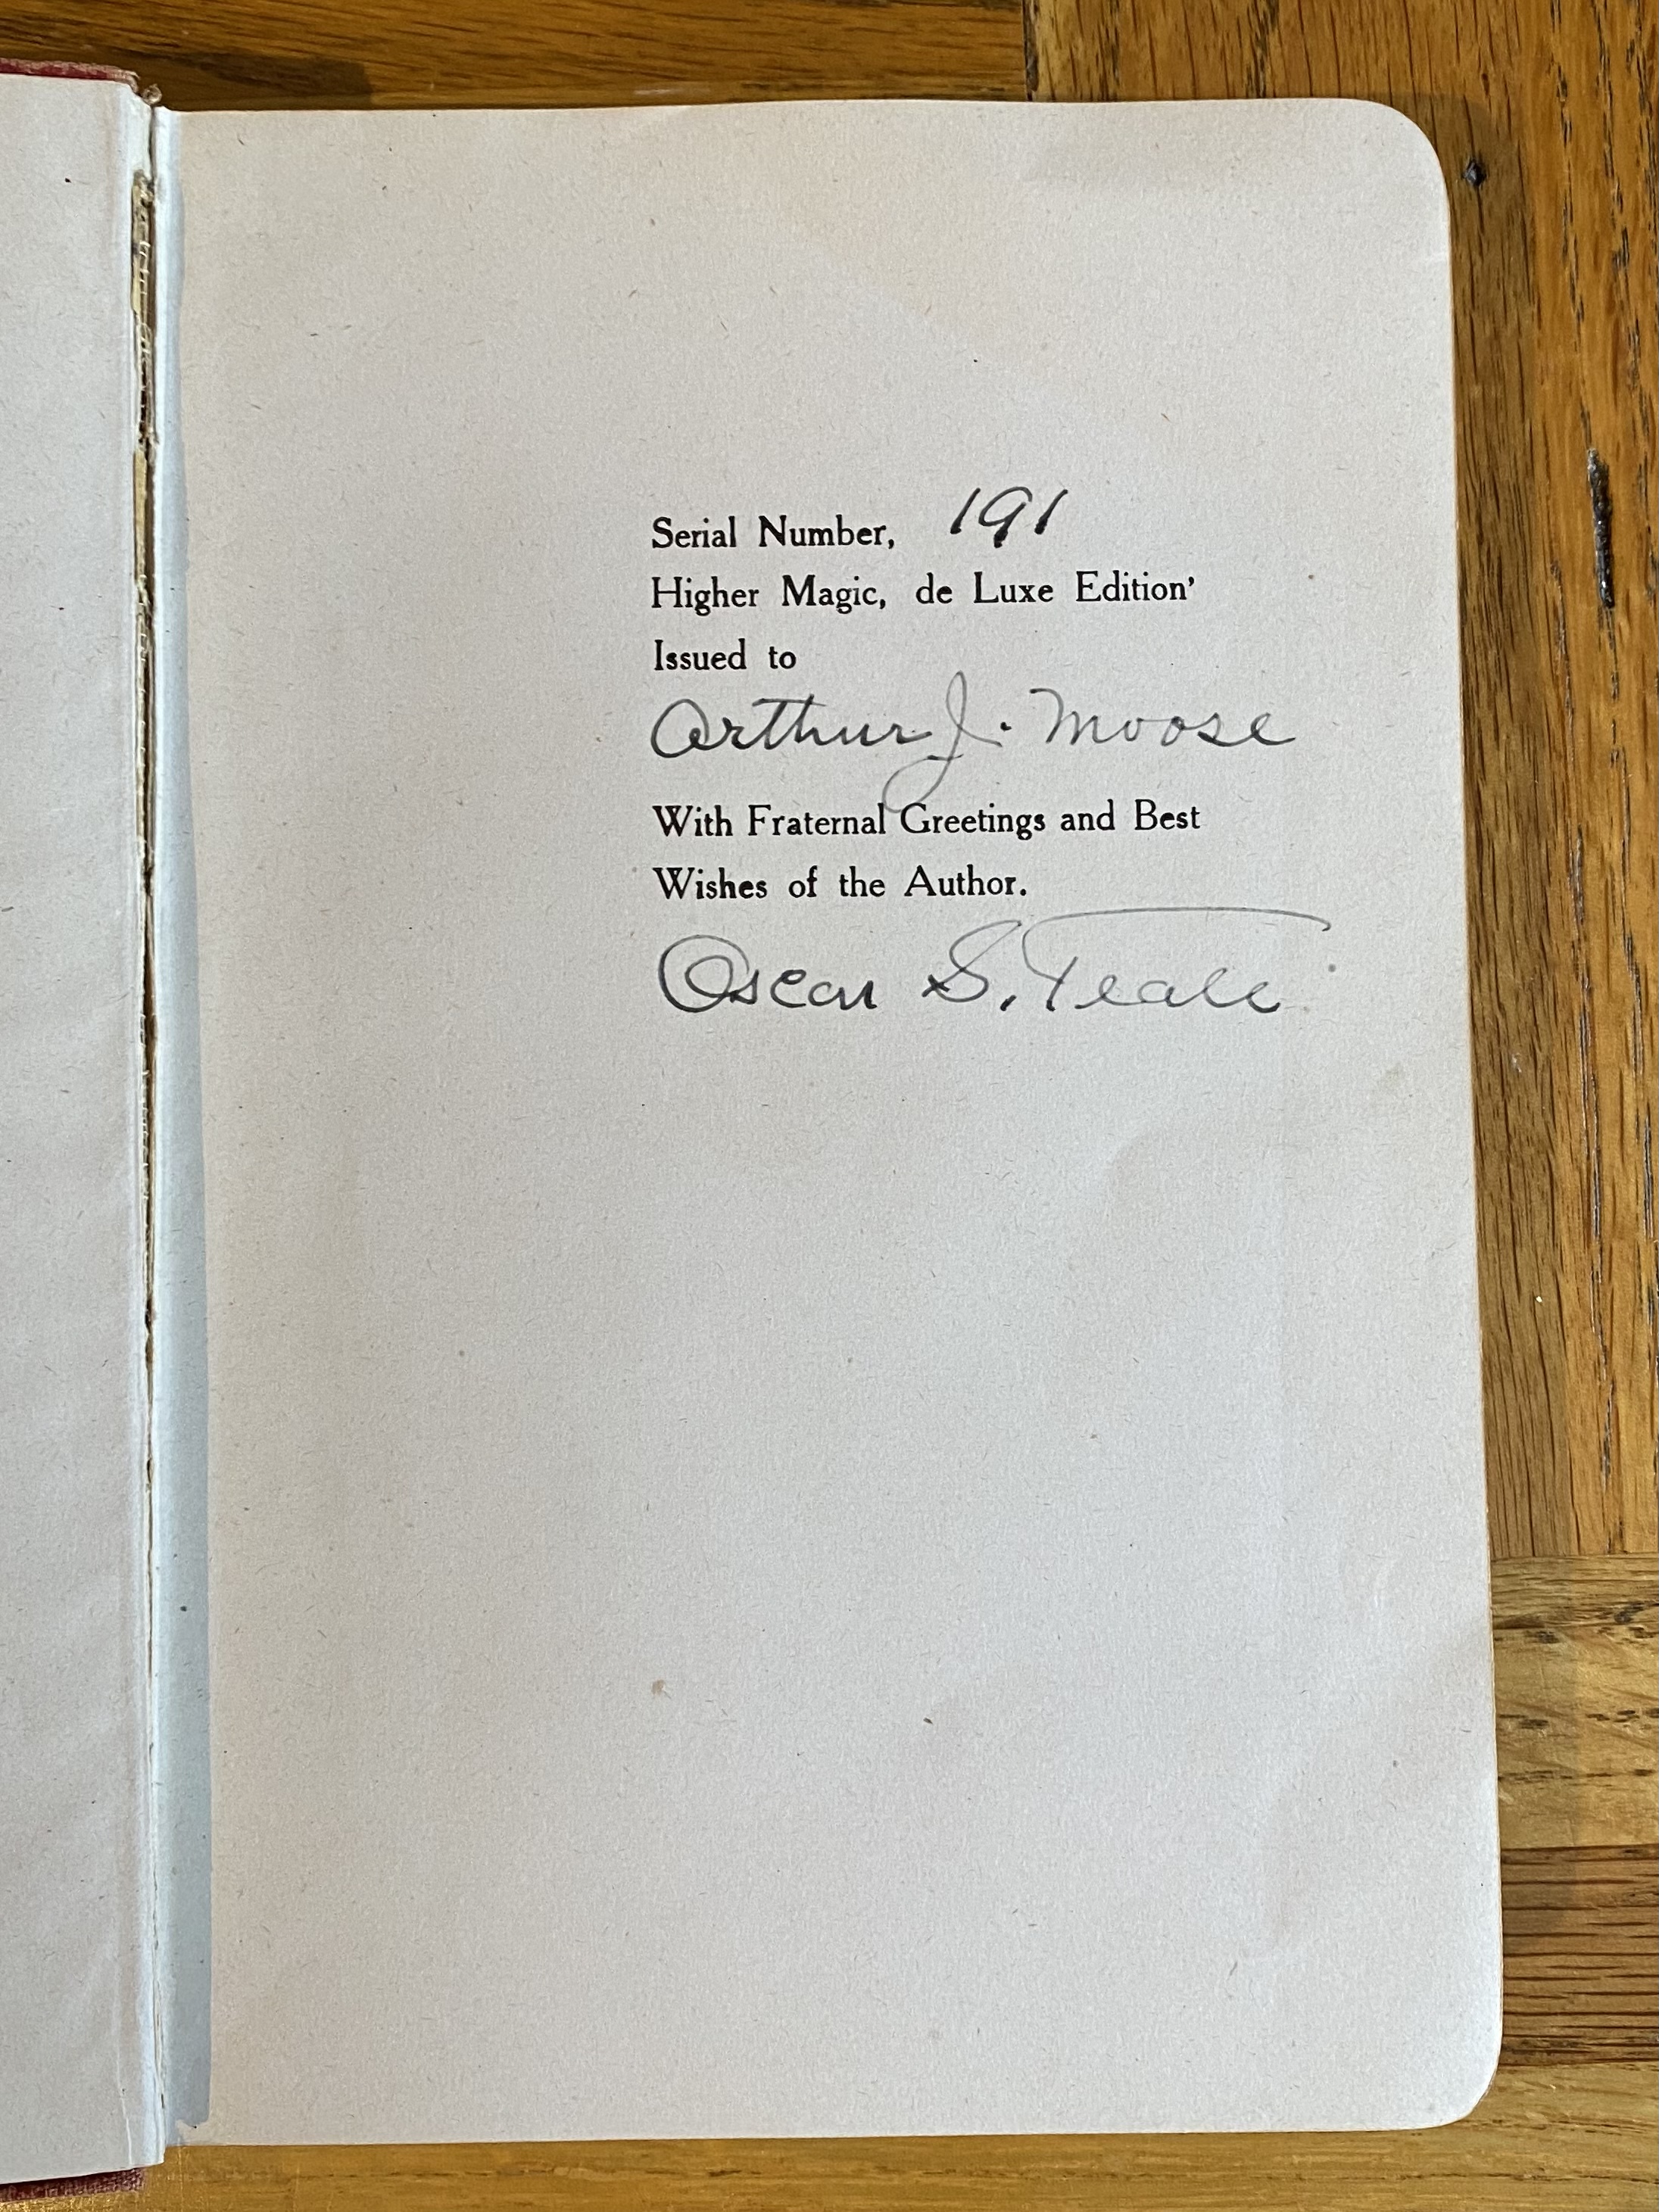 Serial Number, 191
Higher Magic, de Luxe Edition’
Issued to
Arthur J. Moose
With Fraternal Greetings and Best
Wishes of the Author.
Oscar S. Teale